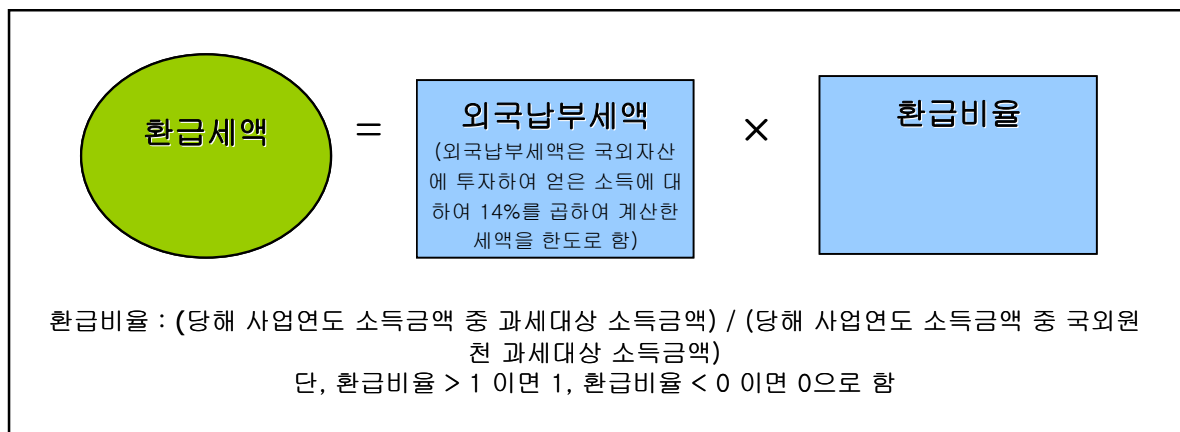 환급세액
=
외국납부세액
(외국납부세액은 국외자산
에 투자하여 얻은 소득에 대
하여 14%를 곱하여 계산한
세액을 한도로 함)
×
환급비율
환급비율 : (당해 사업연도 소득금액 중 과세대상 소득금액) / (당해 사업연도 소득금액 중 국외원
천 과세대상 소득금액)
단, 환급비율 > 1 이면 1, 환급비율 < 0 이면 0으로 함